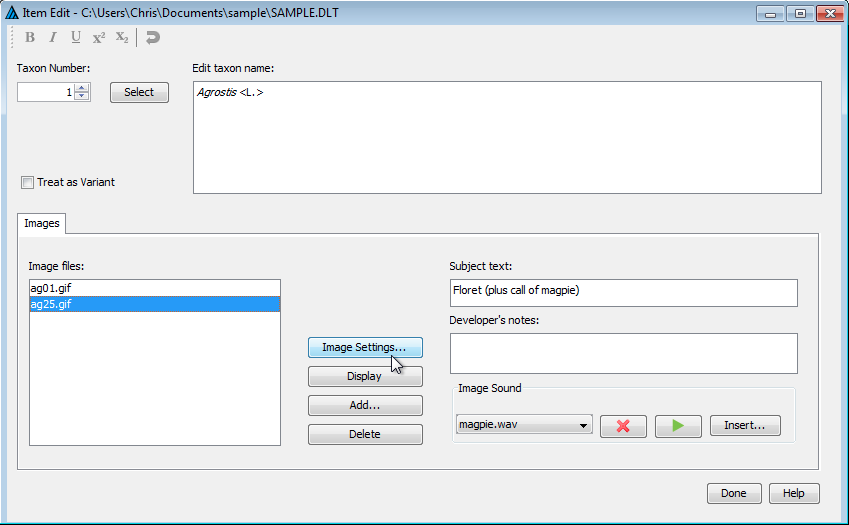 Item Edit - C:\Users\Chris\Documents\sample\SAMPLE.DLT
B I U x² x₂
Taxon Number:
Edit taxon name:
1
Select
Agrostis <L.>
Treat as Variant
Images
Image files:
ag01.gif
ag25.gif
Image Settings...
Display
Add...
Delete
Subject text:
Floret (plus call of magpie)
Developer's notes:
Image Sound
magpie.wav
Insert...
Done
Help